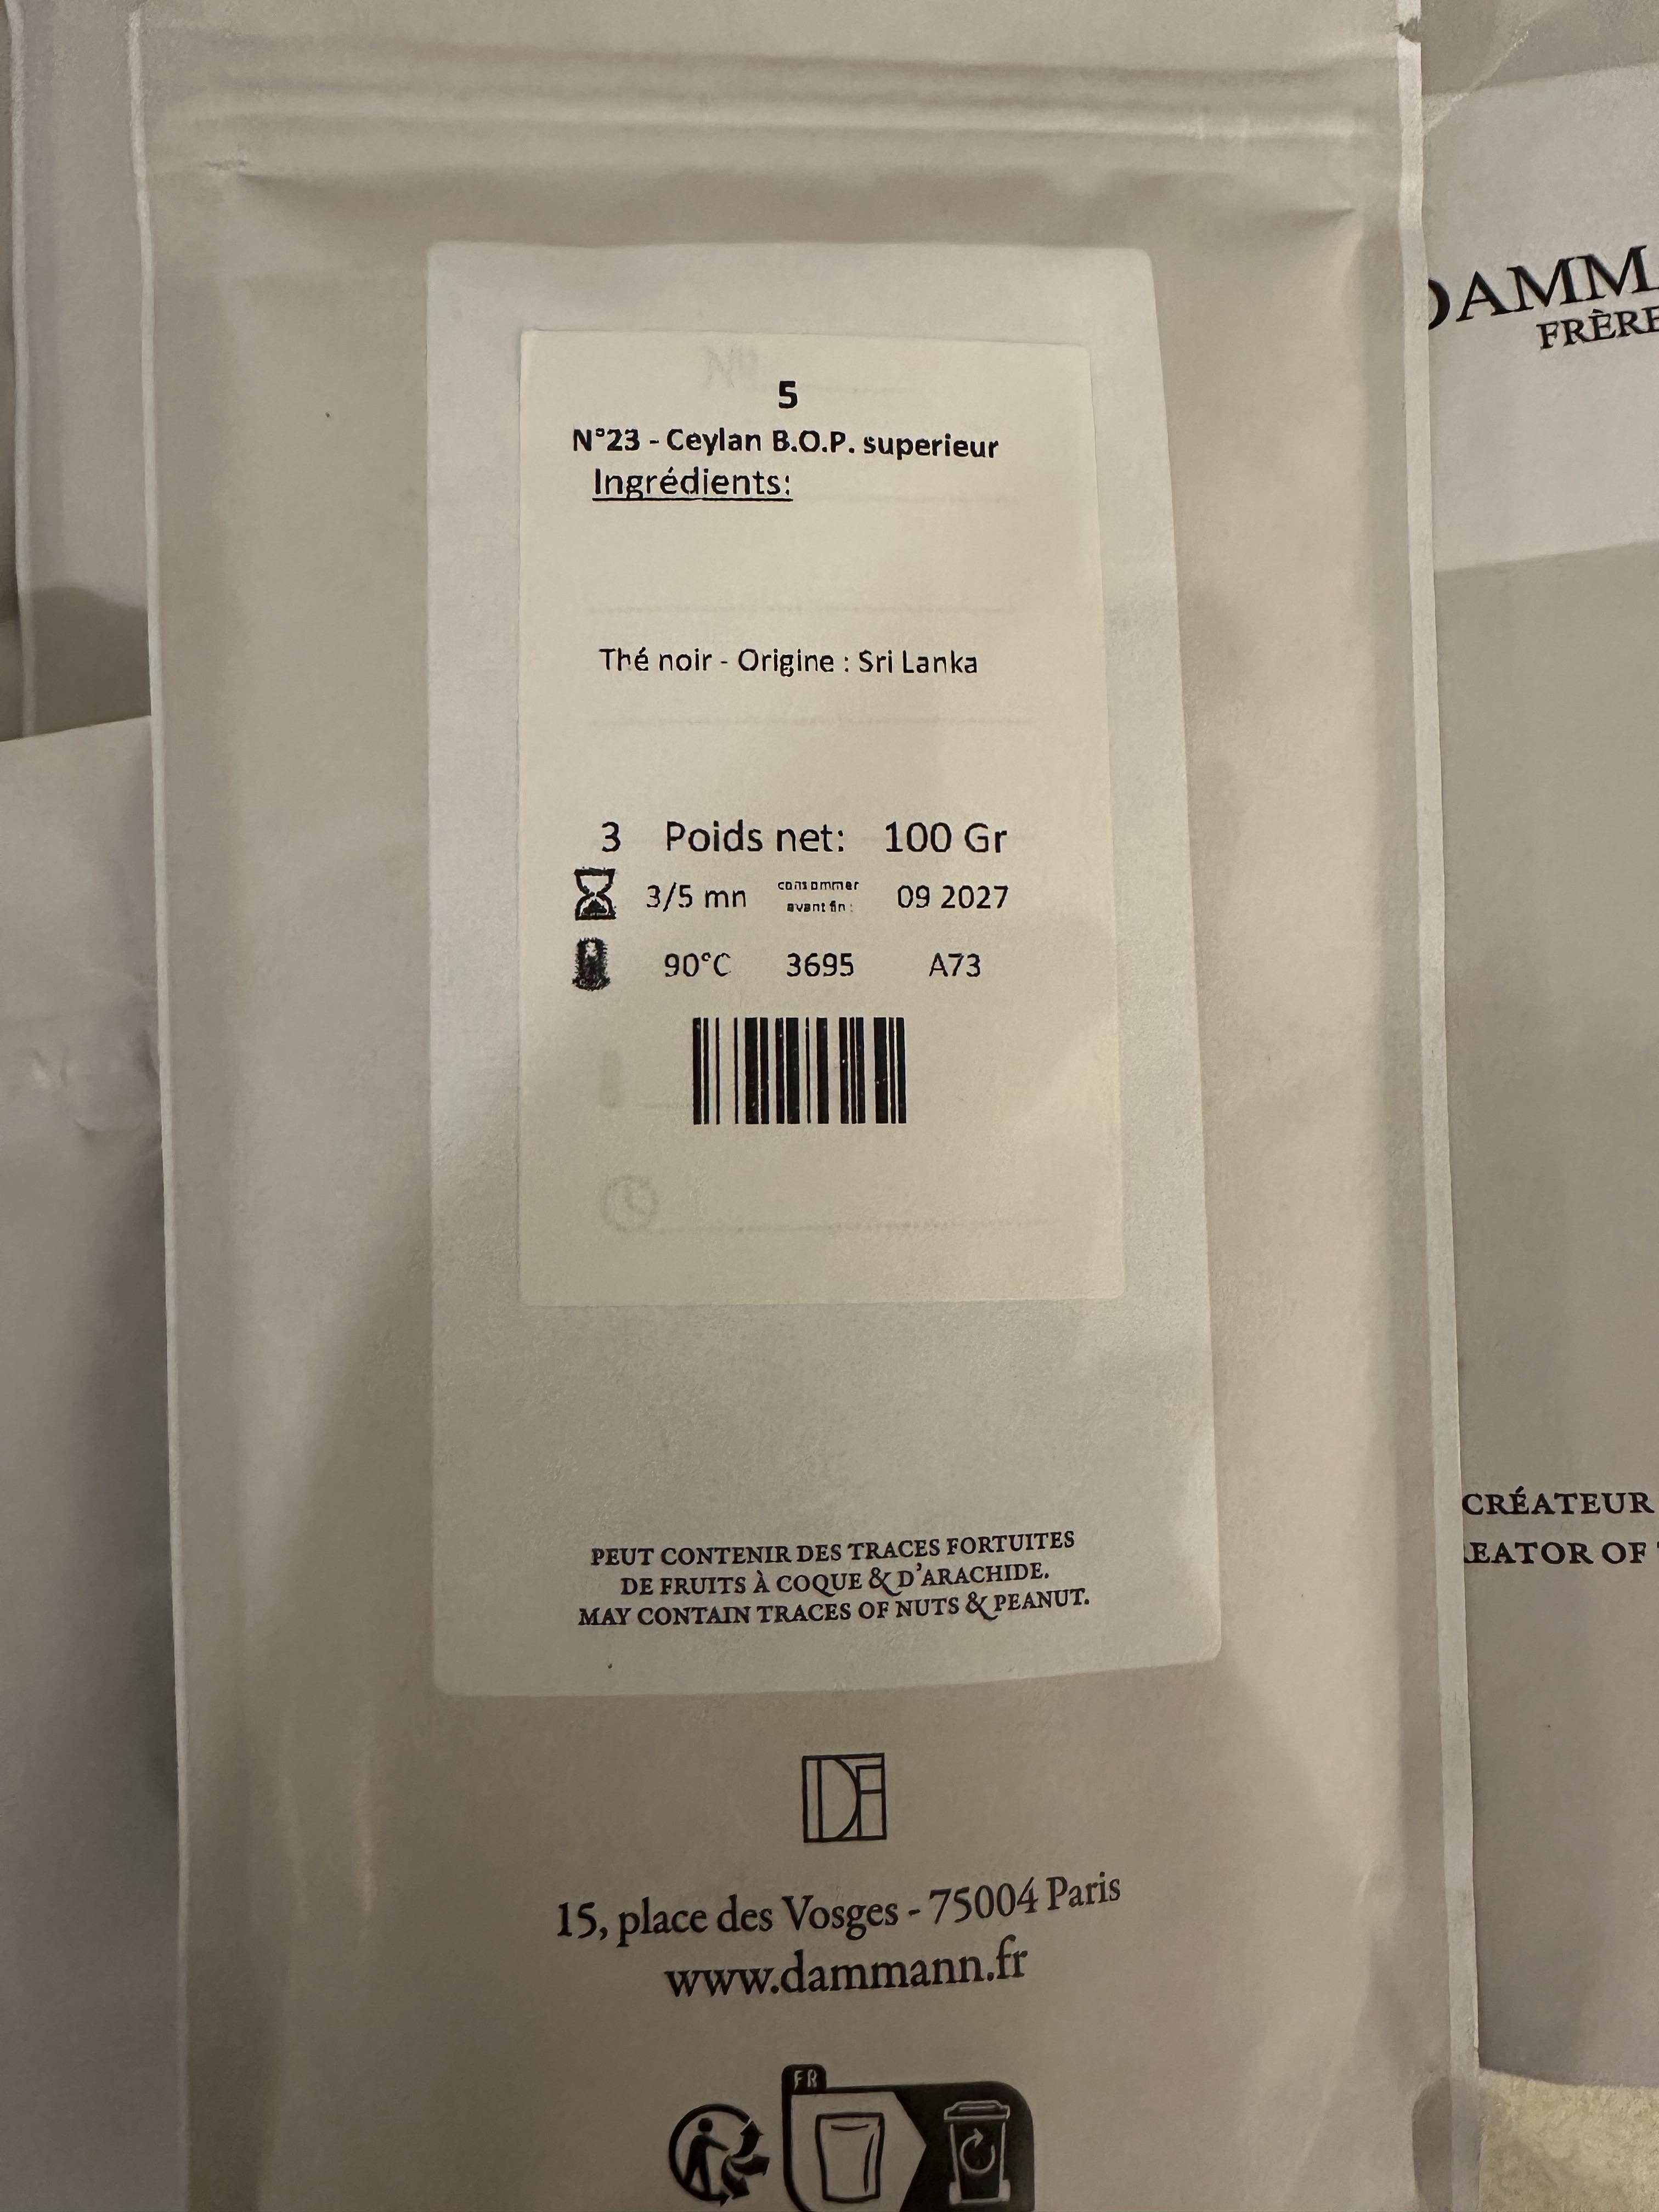 5
N°23 - Ceylan B.O.P. superieur
Ingrédients:
Thé noir - Origine : Sri Lanka
3 Poids net: 100 Gr
3/5 mn consommer avant fin : 09 2027
90°C 3695 A73
PEUT CONTENIR DES TRACES FORTUITES
DE FRUITS À COQUE & D'ARACHIDE.
MAY CONTAIN TRACES OF NUTS & PEANUT.
15, place des Vosges - 75004 Paris
www.dammann.fr
FR
DAMM
FRÈRE
CRÉATEUR
EATOR OF